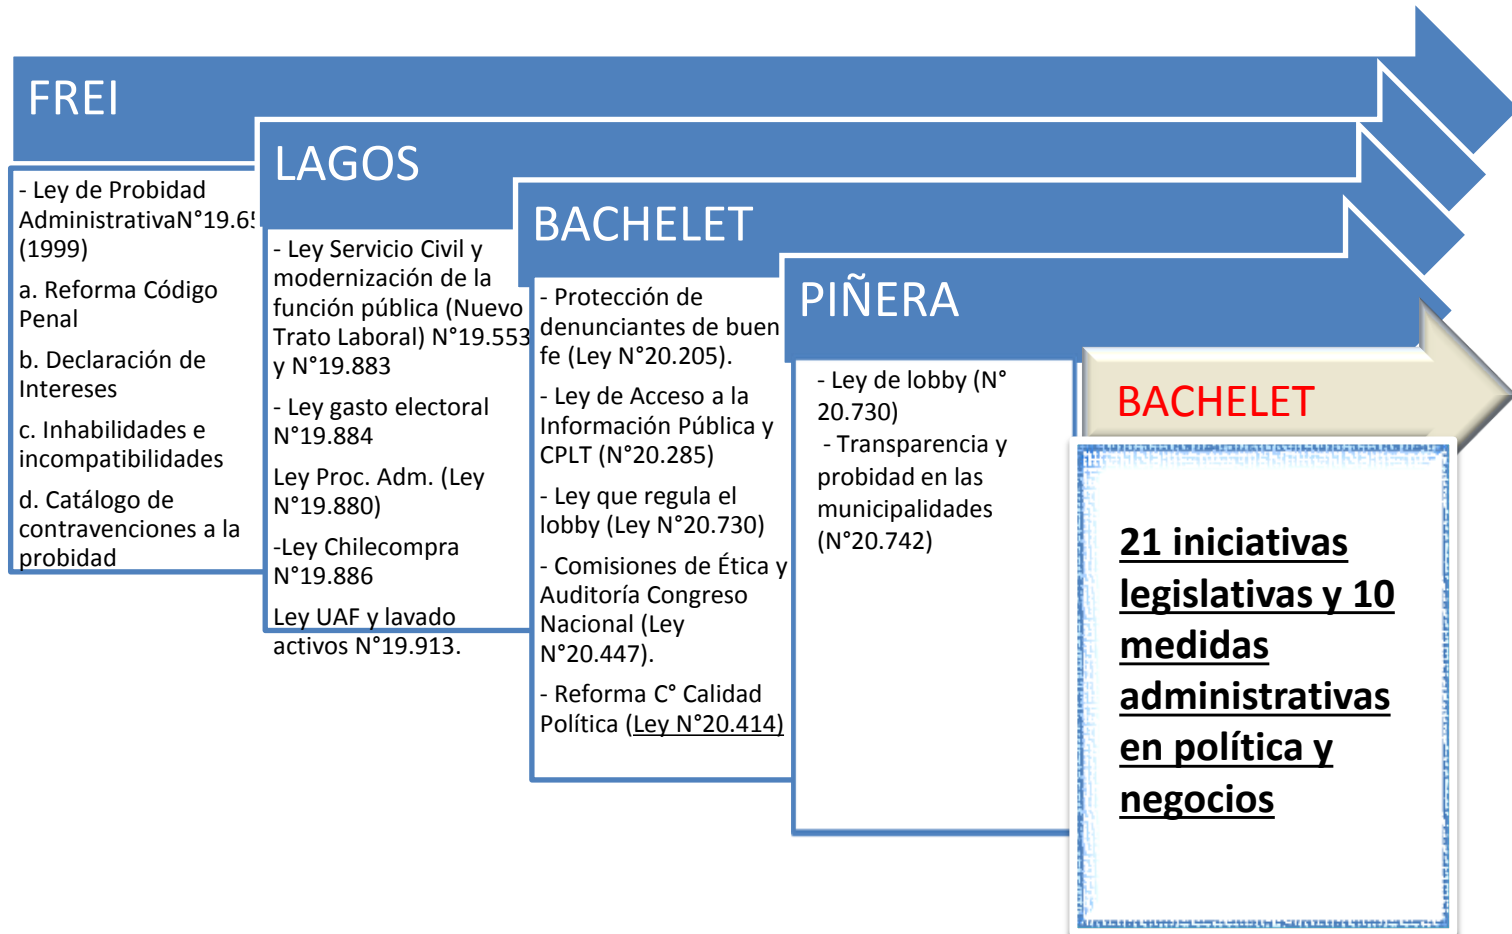 FREI
- Ley de Probidad
AdministrativaN°19.65
(1999)
a. Reforma Código
Penal
b. Declaración de
Intereses
c. Inhabilidades e
incompatibilidades
d. Catálogo de
contravenciones a la
probidad
LAGOS
- Ley Servicio Civil y
modernización de la
función pública (Nuevo
Trato Laboral) N°19.553
y N°19.883
- Ley gasto electoral
N°19.884
Ley Proc. Adm. (Ley
N°19.880)
-Ley Chilecompra
N°19.886
Ley UAF y lavado
activos N°19.913.
BACHELET
- Protección de
denunciantes de buen
fe (Ley N°20.205).
- Ley de Acceso a la
Información Pública y
CPLT (N°20.285)
- Ley que regula el
lobby (Ley N°20.730)
- Comisiones de Ética y
Auditoría Congreso
Nacional (Ley
N°20.447).
- Reforma C° Calidad
Política (Ley N°20.414)
PIÑERA
- Ley de lobby (N°
20.730)
- Transparencia y
probidad en las
municipalidades
(N°20.742)
BACHELET
21 iniciativas
legislativas y 10
medidas
administrativas
en política y
negocios